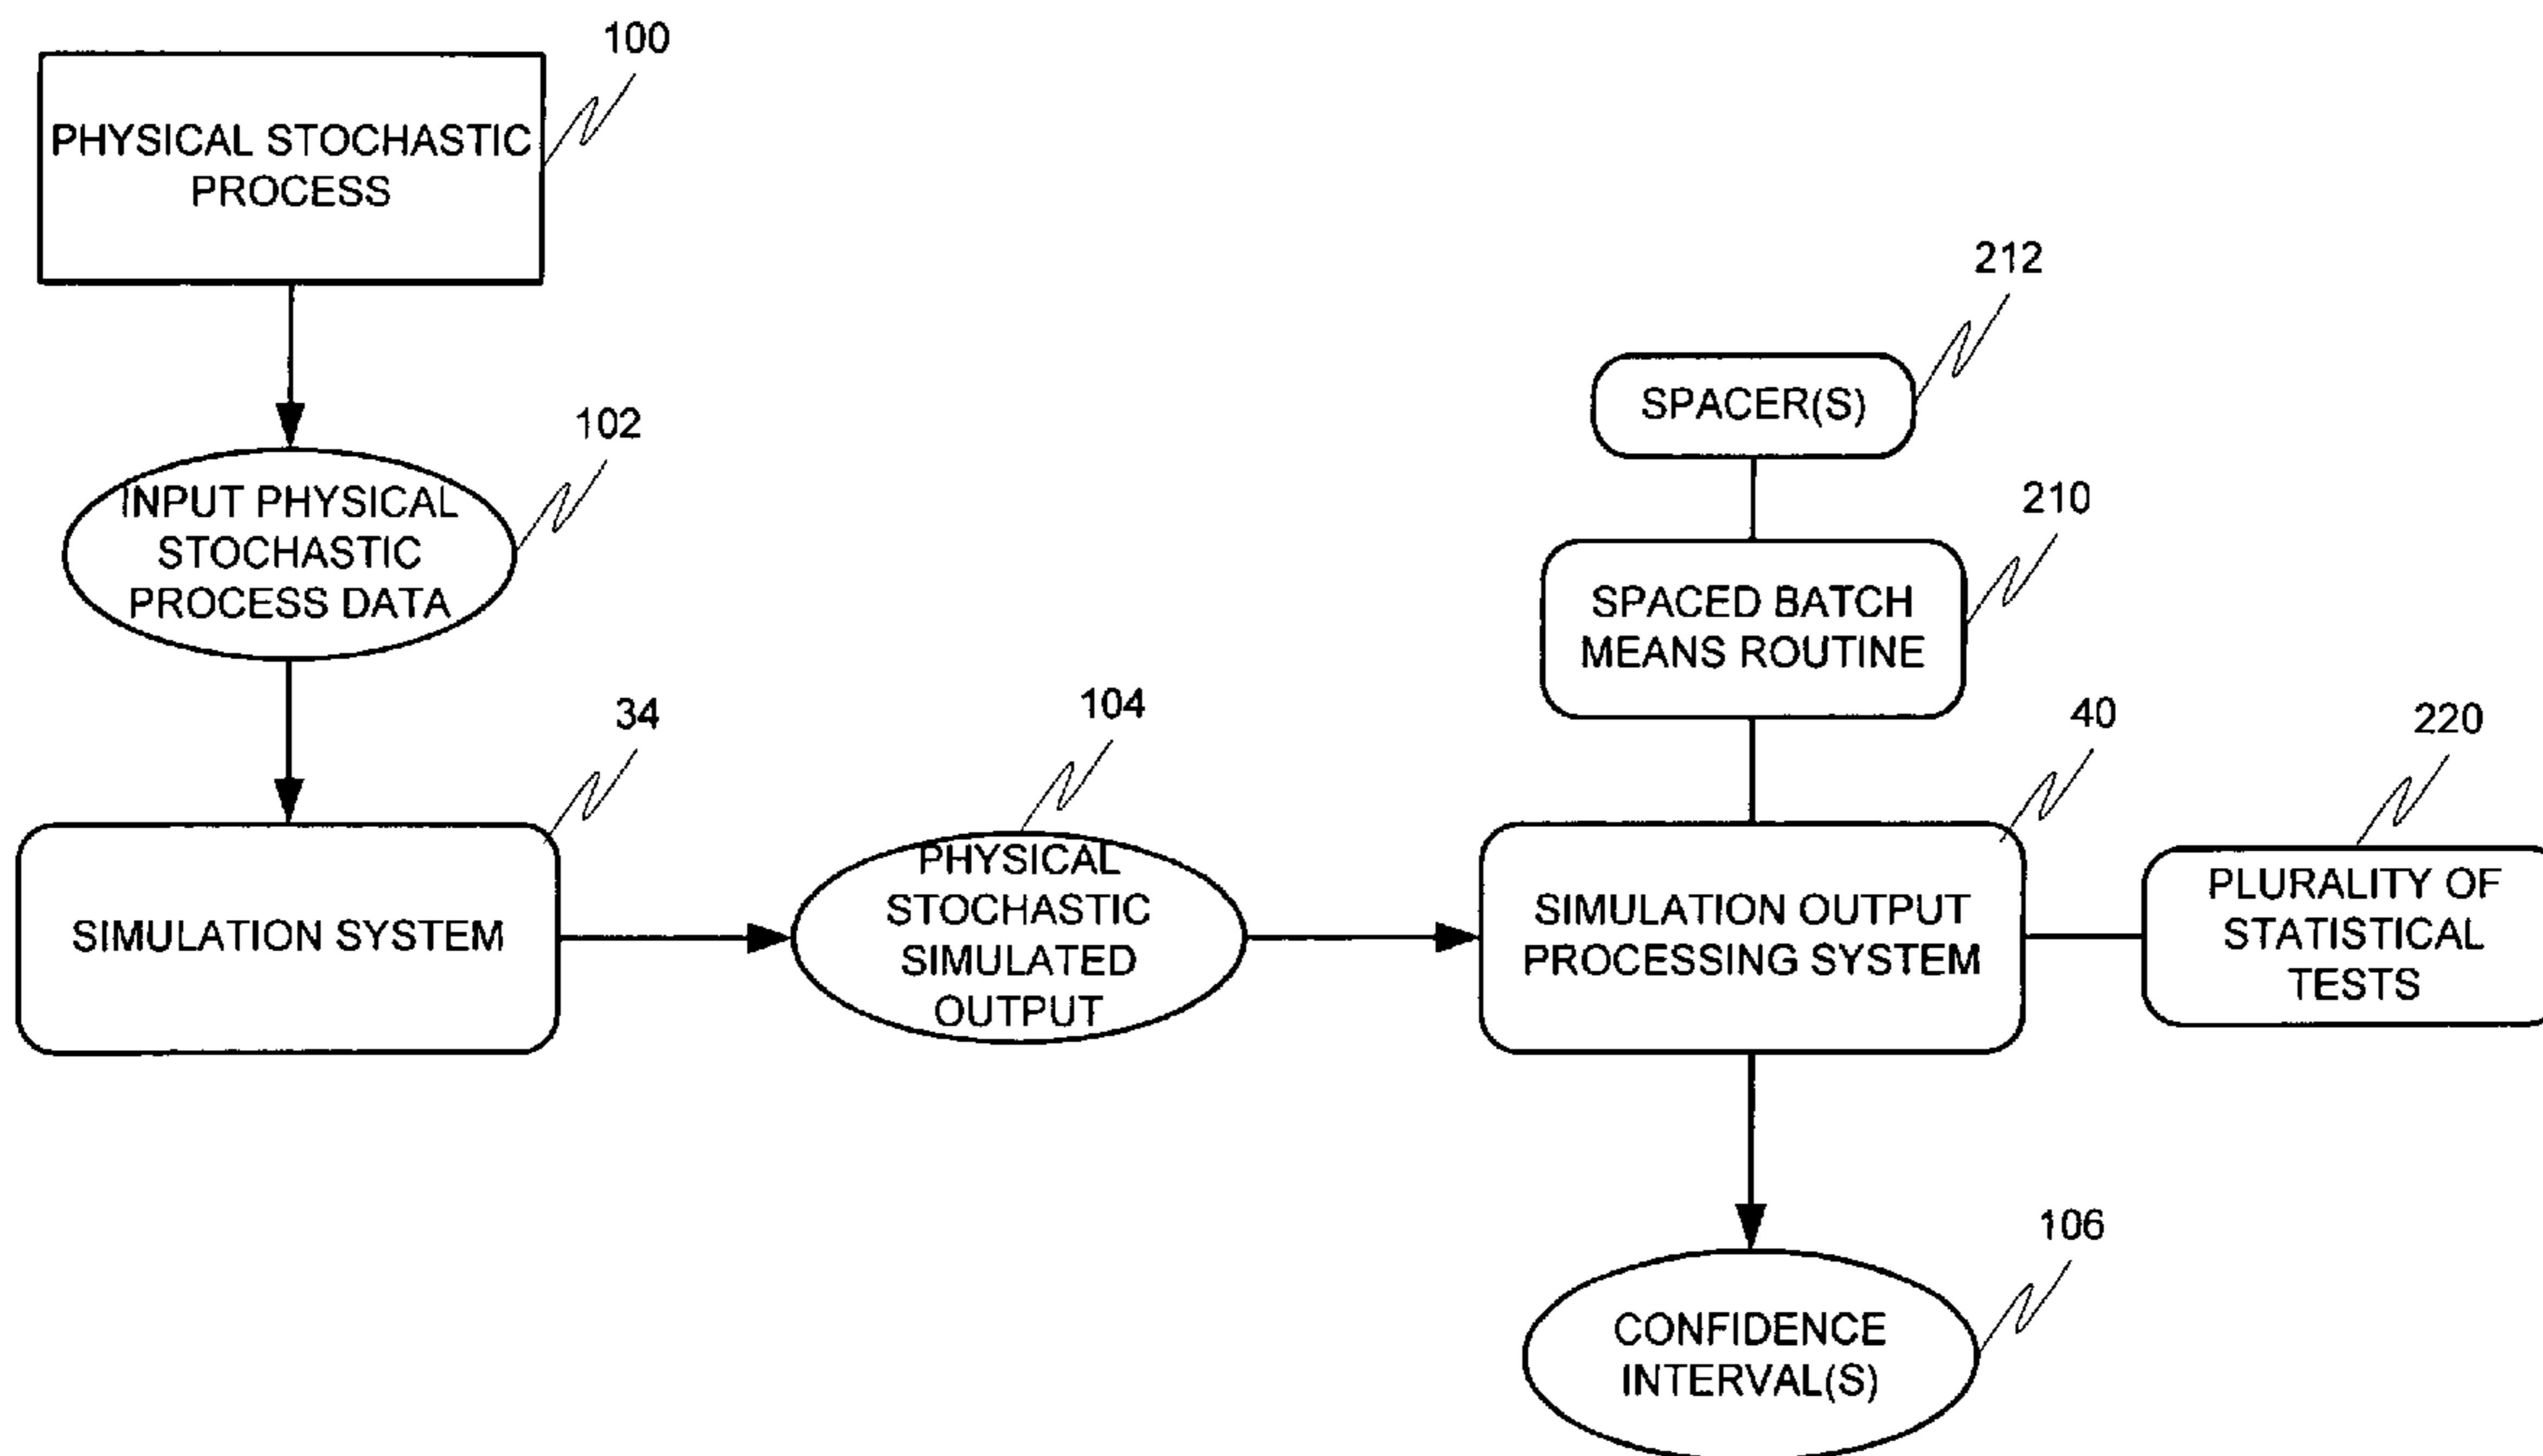 100
PHYSICAL STOCHASTIC
PROCESS
102
INPUT PHYSICAL
STOCHASTIC
PROCESS DATA
34
SIMULATION SYSTEM
104
PHYSICAL
STOCHASTIC
SIMULATED
OUTPUT
212
SPACER(S)
210
SPACED BATCH
MEANS ROUTINE
40
SIMULATION OUTPUT
PROCESSING SYSTEM
220
PLURALITY OF
STATISTICAL
TESTS
106
CONFIDENCE
INTERVAL(S)